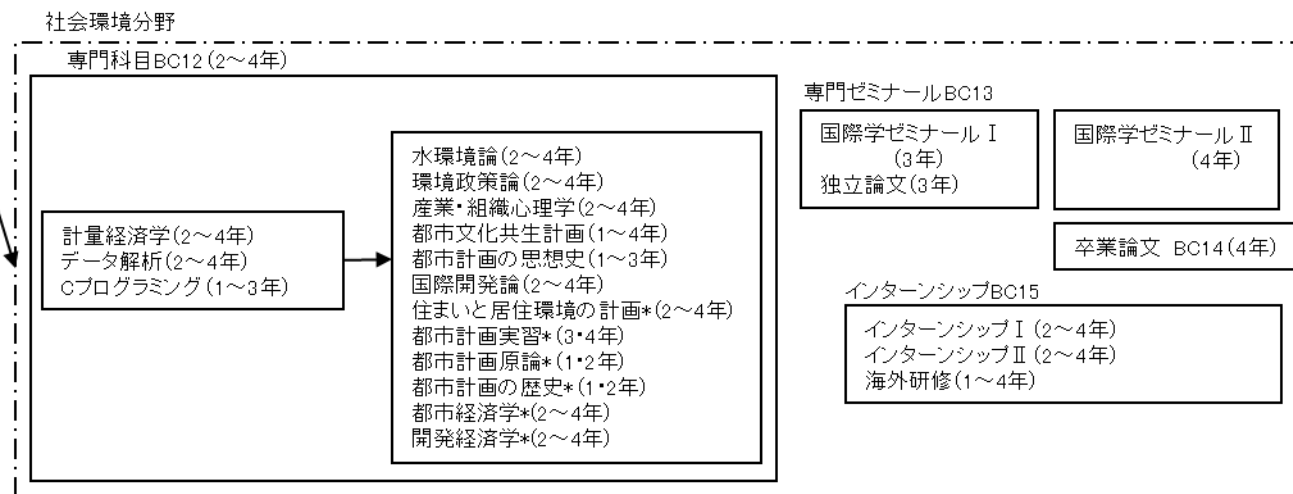 社会環境分野
専門科目BC12(2～4年)
計量経済学(2～4年)
データ解析(2～4年)
Cプログラミング(1～3年)
水環境論(2～4年)
環境政策論(2～4年)
産業・組織心理学(2～4年)
都市文化共生計画(1～4年)
都市計画の思想史(1～3年)
国際開発論(2～4年)
住まいと居住環境の計画*(2～4年)
都市計画実習*(3・4年)
都市計画原論*(1・2年)
都市計画の歴史*(1・2年)
都市経済学*(2～4年)
開発経済学*(2～4年)
専門ゼミナールBC13
国際学ゼミナールⅠ
(3年)
独立論文(3年)
国際学ゼミナールⅡ
(4年)
卒業論文 BC14(4年)
インターンシップBC15
インターンシップⅠ(2～4年)
インターンシップⅡ(2～4年)
海外研修(1～4年)